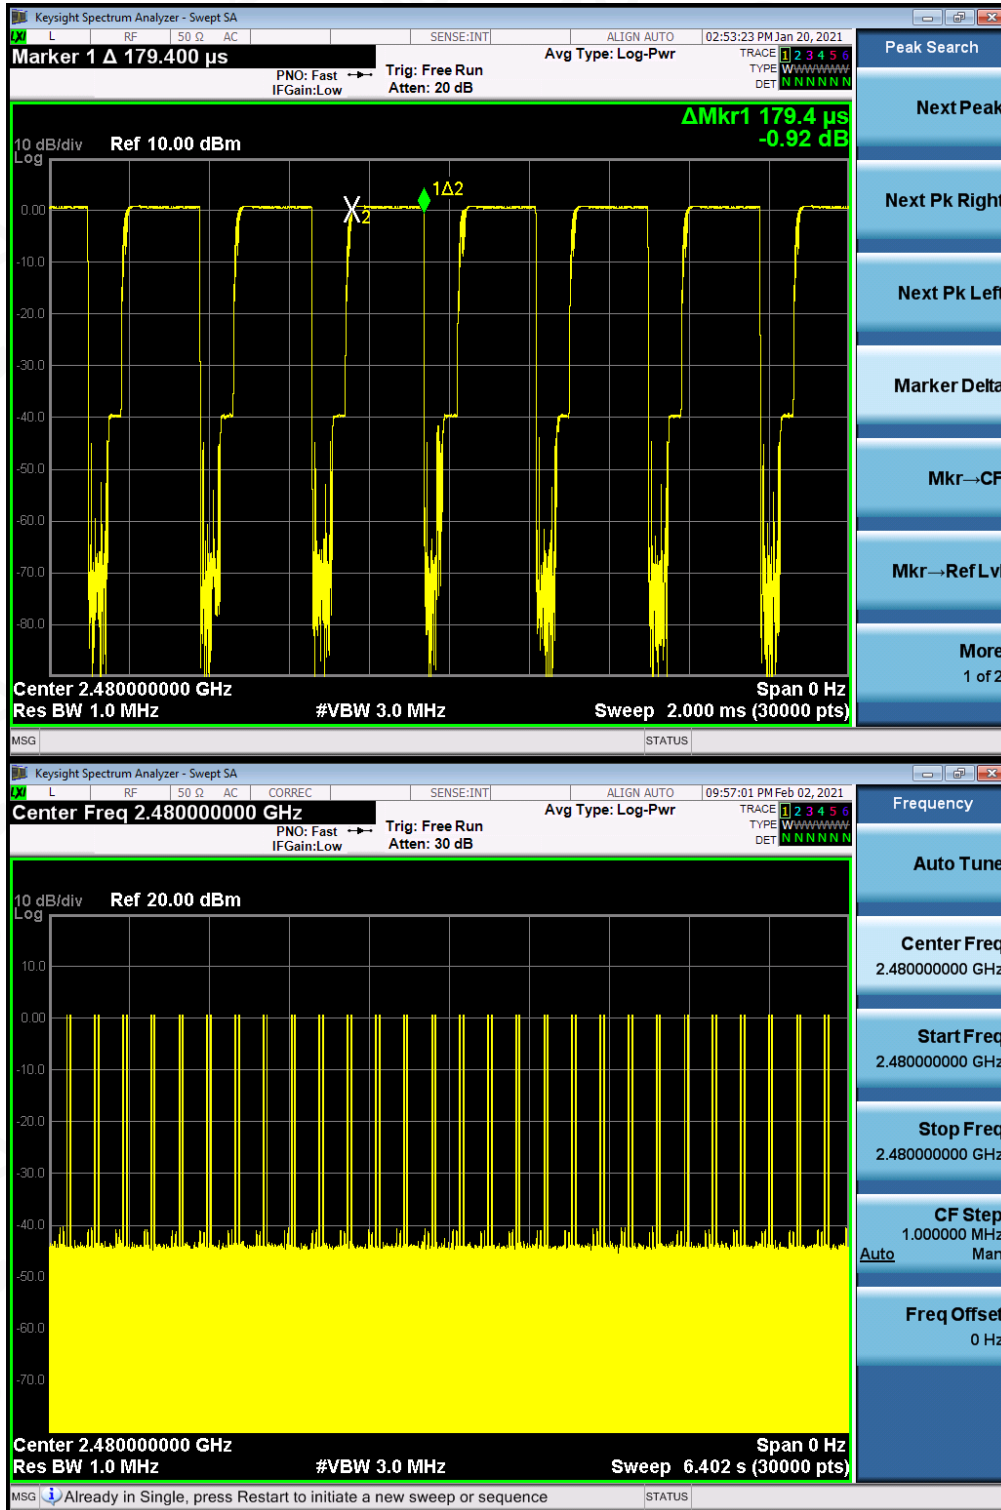 Keysight Spectrum Analyzer - Swept SA
LXI L RF 50 Ω AC SENSE:INT ALIGN AUTO 02:53:23 PM Jan 20, 2021
Marker 1 Δ 179.400 µs
PNO: Fast
IFGain:Low
Trig: Free Run
Atten: 20 dB
Avg Type: Log-Pwr
TRACE 1 2 3 4 5 6
TYPE WWWWWW
DET N N N N N N
Peak Search
Next Peak
Next Pk Right
Next Pk Left
Marker Delta
Mkr→CF
Mkr→Ref Lvl
More
1 of 2
ΔMkr1 179.4 µs
-0.92 dB
10 dB/div Ref 10.00 dBm
Log
1Δ2
X2
0.00
-10.0
-20.0
-30.0
-40.0
-50.0
-60.0
-70.0
-80.0
Center 2.480000000 GHz Span 0 Hz
Res BW 1.0 MHz #VBW 3.0 MHz Sweep 2.000 ms (30000 pts)
MSG STATUS
Keysight Spectrum Analyzer - Swept SA
LXI L RF 50 Ω AC CORREC SENSE:INT ALIGN AUTO 09:57:01 PM Feb 02, 2021
Center Freq 2.480000000 GHz
PNO: Fast
IFGain:Low
Trig: Free Run
Atten: 30 dB
Avg Type: Log-Pwr
TRACE 1 2 3 4 5 6
TYPE WWWWWW
DET N N N N N N
Frequency
Auto Tune
Center Freq
2.480000000 GHz
Start Freq
2.480000000 GHz
Stop Freq
2.480000000 GHz
CF Step
1.000000 MHz
Auto Man
Freq Offset
0 Hz
10 dB/div Ref 20.00 dBm
Log
10.0
0.00
-10.0
-20.0
-30.0
-40.0
-50.0
-60.0
-70.0
Center 2.480000000 GHz Span 0 Hz
Res BW 1.0 MHz #VBW 3.0 MHz Sweep 6.402 s (30000 pts)
MSG Already in Single, press Restart to initiate a new sweep or sequence STATUS